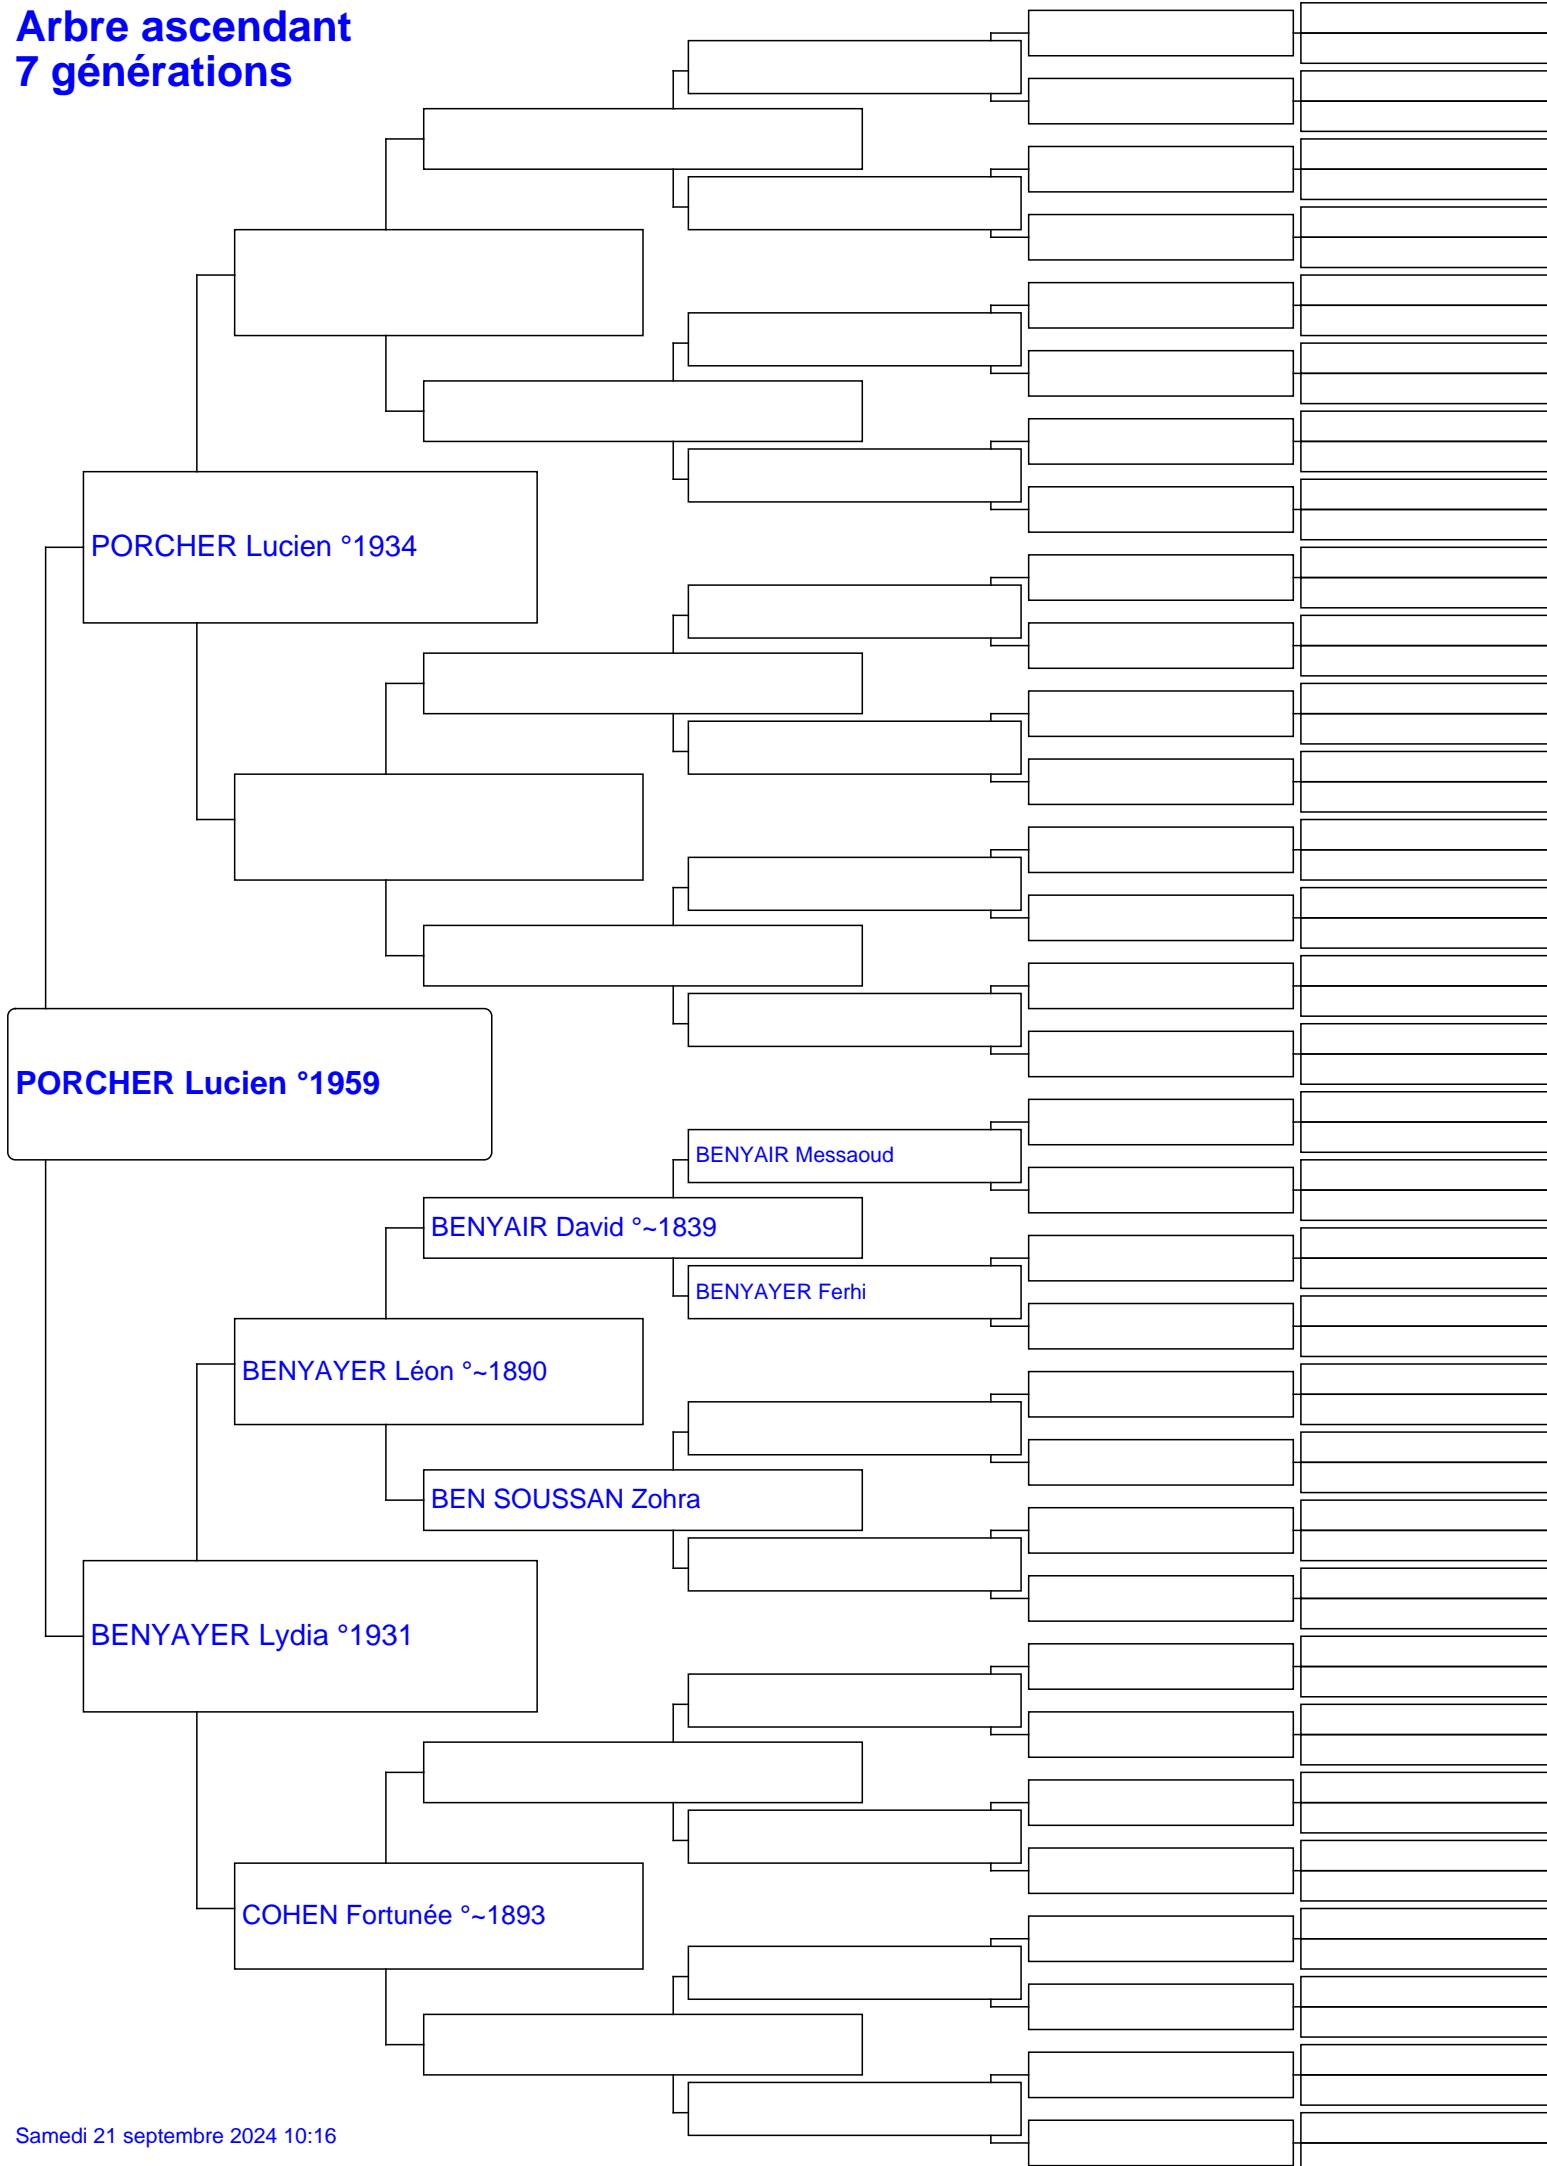 Arbre ascendant
7 générations
PORCHER Lucien °1934
PORCHER Lucien °1959
BENYAIR Messaoud
BENYAIR David °~1839
BENYAYER Ferhi
BENYAYER Léon °~1890
BEN SOUSSAN Zohra
BENYAYER Lydia °1931
COHEN Fortunée °~1893
Samedi 21 septembre 2024 10:16